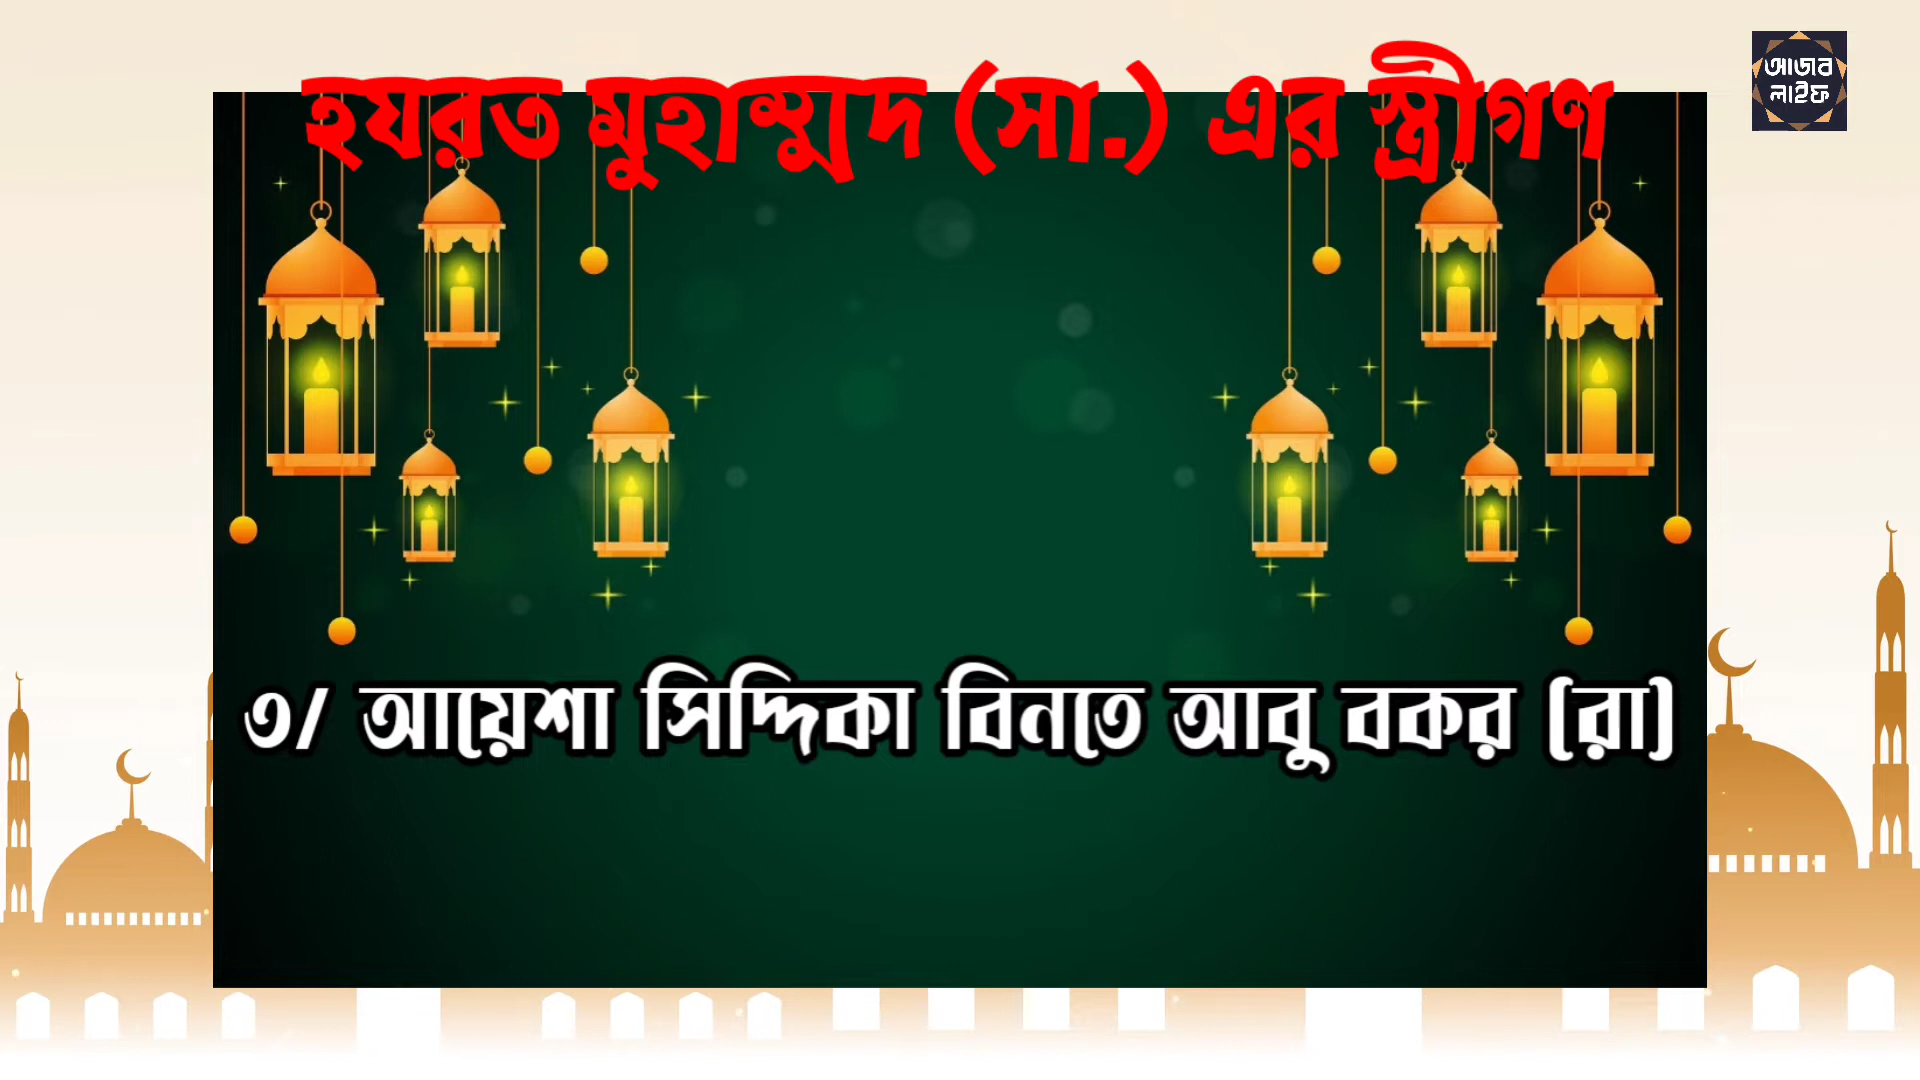 হযরত মুহাম্মদ (সা.) এর স্ত্রীগণ
আজব
লাইফ
৩/ আয়েশা সিদ্দিকা বিনতে আবু বকর (রা)